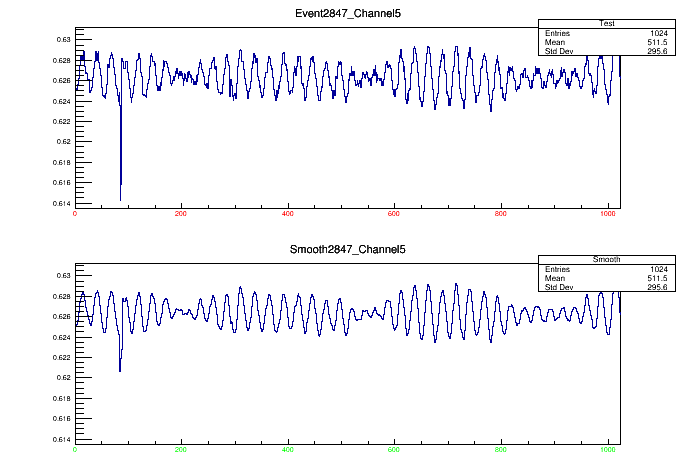 Event2847_Channel5
Test
Entries 1024
Mean 511.5
Std Dev 295.6
0.63
0.628
0.626
0.624
0.622
0.62
0.618
0.616
0.614
0 200 400 600 800 1000
Smooth2847_Channel5
Smooth
Entries 1024
Mean 511.5
Std Dev 295.6
0.63
0.628
0.626
0.624
0.622
0.62
0.618
0.616
0.614
0 200 400 600 800 1000